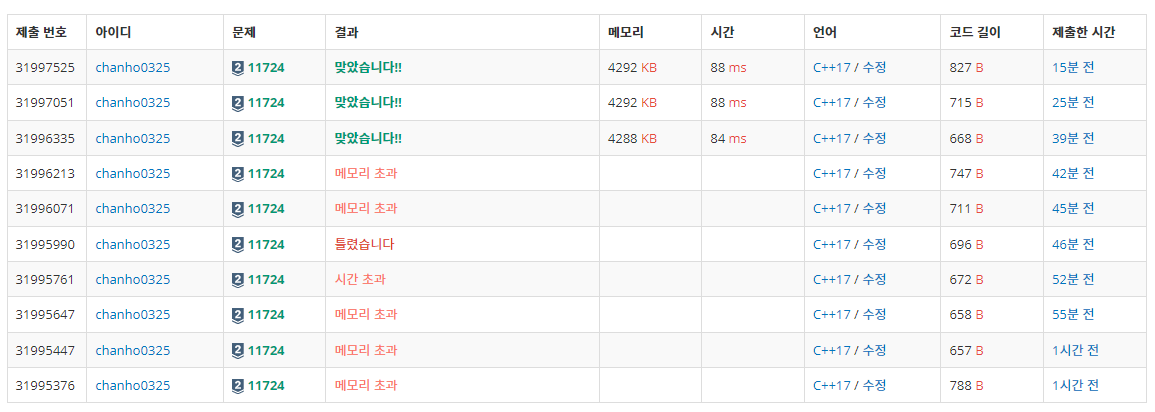 제출 번호 아이디 문제 결과 메모리 시간 언어 코드 길이 제출한 시간
31997525 chanho0325 2 11724 맞았습니다!! 4292 KB 88 ms C++17 / 수정 827 B 15분 전
31997051 chanho0325 2 11724 맞았습니다!! 4292 KB 88 ms C++17 / 수정 715 B 25분 전
31996335 chanho0325 2 11724 맞았습니다!! 4288 KB 84 ms C++17 / 수정 668 B 39분 전
31996213 chanho0325 2 11724 메모리 초과 C++17 / 수정 747 B 42분 전
31996071 chanho0325 2 11724 메모리 초과 C++17 / 수정 711 B 45분 전
31995990 chanho0325 2 11724 틀렸습니다 C++17 / 수정 696 B 46분 전
31995761 chanho0325 2 11724 시간 초과 C++17 / 수정 672 B 52분 전
31995647 chanho0325 2 11724 메모리 초과 C++17 / 수정 658 B 55분 전
31995447 chanho0325 2 11724 메모리 초과 C++17 / 수정 657 B 1시간 전
31995376 chanho0325 2 11724 메모리 초과 C++17 / 수정 788 B 1시간 전